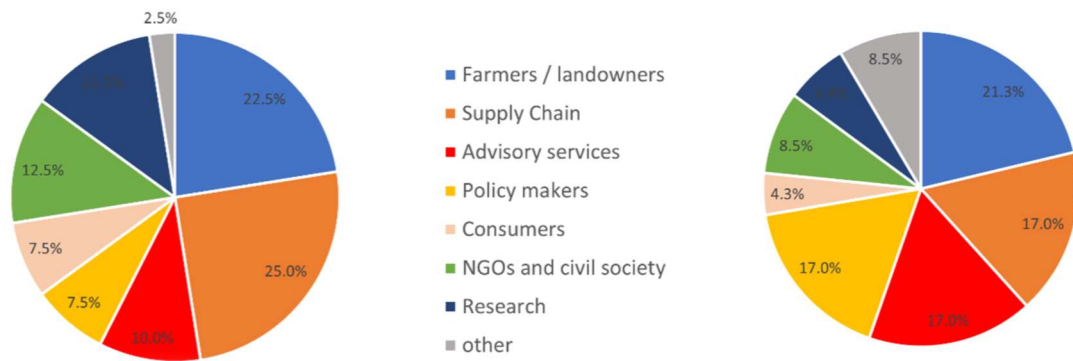 2.5%
22.5%
25.0%
10.0%
7.5%
7.5%
12.5%
Farmers / landowners
Supply Chain
Advisory services
Policy makers
Consumers
NGOs and civil society
Research
other
8.5%
21.3%
17.0%
17.0%
17.0%
4.3%
8.5%